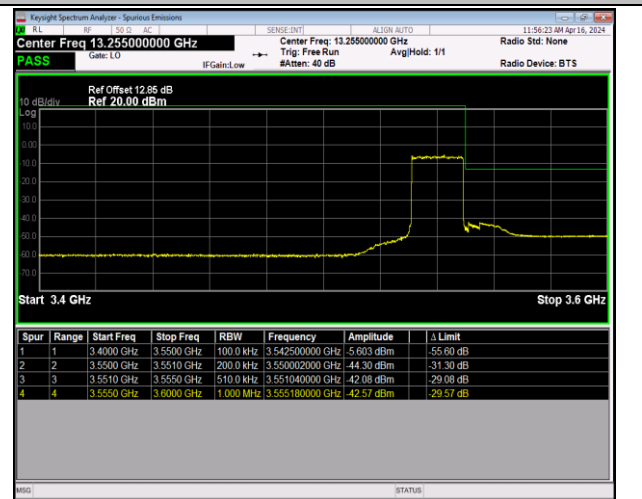 Keysight Spectrum Analyzer - Spurious Emissions
RL RF 50 Ω AC SENSE:INT ALIGN AUTO 11:56:23 AM Apr 16, 2024
Center Freq 13.255000000 GHz Center Freq: 13.255000000 GHz Radio Std: None
PASS Gate: LO IFGain:Low Trig: Free Run Avg|Hold: 1/1
#Atten: 40 dB Radio Device: BTS
Ref Offset 12.85 dB
10 dB/div Ref 20.00 dBm
Log
10.0
0.00
-10.0
-20.0
-30.0
-40.0
-50.0
-60.0
-70.0
Start 3.4 GHz Stop 3.6 GHz
Spur Range Start Freq Stop Freq RBW Frequency Amplitude Δ Limit
1 1 3.4000 GHz 3.5500 GHz 100.0 kHz 3.542500000 GHz -5.603 dBm -55.60 dB
2 2 3.5500 GHz 3.5510 GHz 200.0 kHz 3.550002000 GHz -44.30 dBm -31.30 dB
3 3 3.5510 GHz 3.5550 GHz 510.0 kHz 3.551040000 GHz -42.08 dBm -29.08 dB
4 4 3.5550 GHz 3.6000 GHz 1.000 MHz 3.555180000 GHz -42.57 dBm -29.57 dB
MSG STATUS